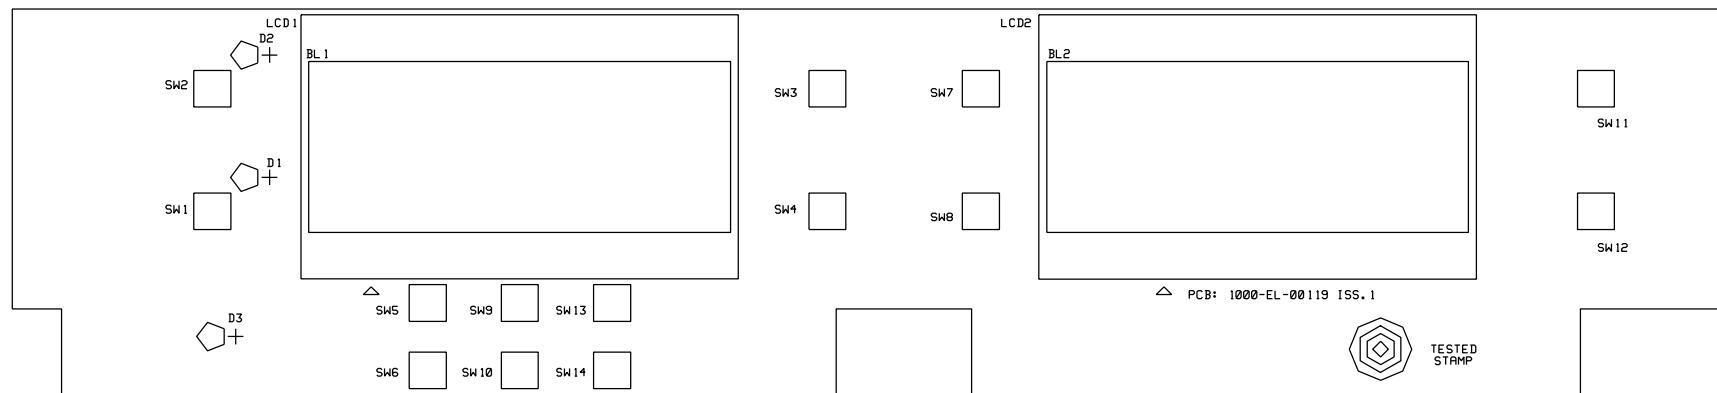 LCD1
LCD2
D2
BL1
BL2
SW2
SW3
SW7
SW11
D1
SW1
SW4
SW8
SW12
PCB: 1000-EL-00119 ISS.1
SW5
SW9
SW13
D3
TESTED
STAMP
SW6
SW10
SW14